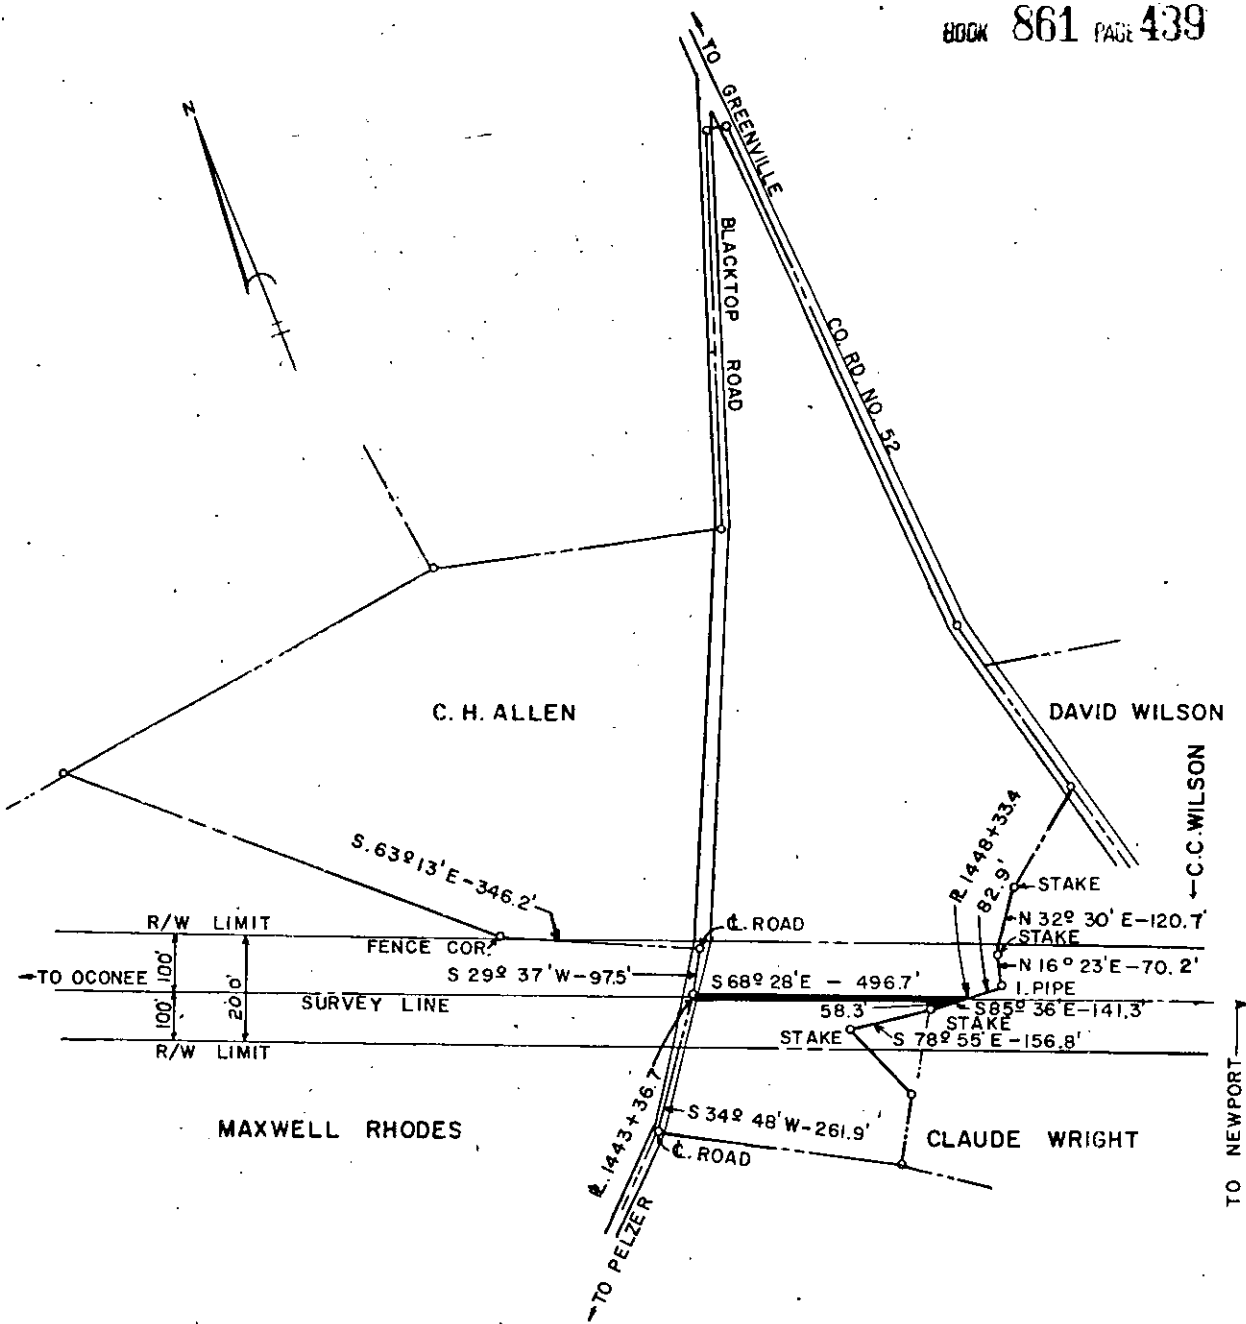 BOOK 861 PAGE 439
N
TO GREENVILLE
BLACKTOP ROAD
CO. RD. NO. 52
C. H. ALLEN
DAVID WILSON
C.C. WILSON
S. 63º 13' E - 346.2'
℄. ROAD
R/W LIMIT
FENCE COR.
TO OCONEE
100'
100'
200'
SURVEY LINE
R/W LIMIT
S 29º 37' W - 97.5'
S 68º 28' E - 496.7'
58.3'
℄. 1448+33.4
82.9'
STAKE
N 32º 30' E - 120.7'
STAKE
N 16º 23' E - 70.2'
I. PIPE
S 85º 36' E - 141.3'
STAKE
STAKE
S 78º 55' E - 156.8'
MAXWELL RHODES
℄. 1443+36.7
S 34º 48' W - 261.9'
℄. ROAD
CLAUDE WRIGHT
TO NEWPORT
TO PELZER